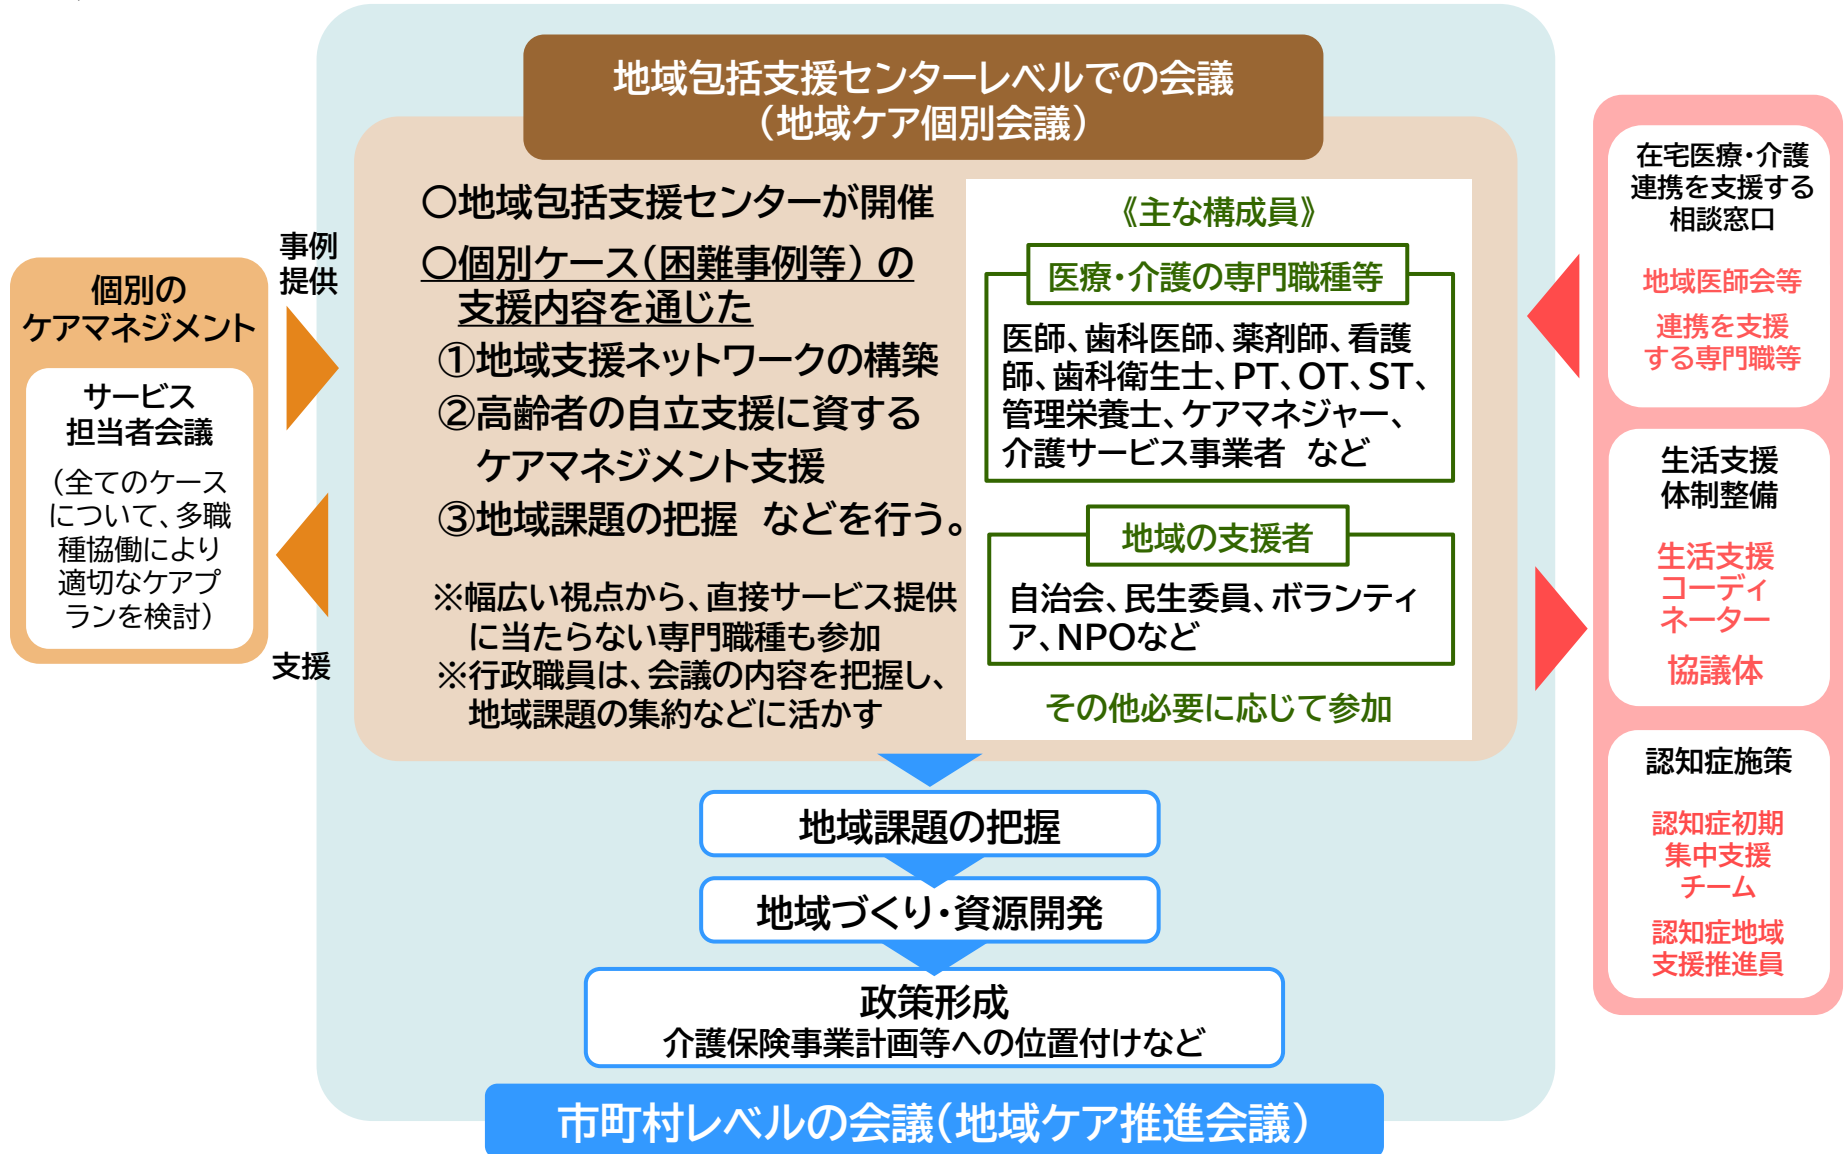 地域包括支援センターレベルでの会議
（地域ケア個別会議）
事例
提供
個別の
ケアマネジメント
サービス
担当者会議
（全てのケース
について、多職
種協働により
適切なケアプ
ランを検討）
支援
〇地域包括支援センターが開催
〇個別ケース（困難事例等）の
支援内容を通じた
①地域支援ネットワークの構築
②高齢者の自立支援に資する
ケアマネジメント支援
③地域課題の把握　などを行う。
※幅広い視点から、直接サービス提供
に当たらない専門職種も参加
※行政職員は、会議の内容を把握し、
地域課題の集約などに活かす
《主な構成員》
医療・介護の専門職種等
医師、歯科医師、薬剤師、看護
師、歯科衛生士、PT、OT、ST、
管理栄養士、ケアマネジャー、
介護サービス事業者　など
地域の支援者
自治会、民生委員、ボランティ
ア、NPOなど
その他必要に応じて参加
在宅医療・介護
連携を支援する
相談窓口
地域医師会等
連携を支援
する専門職等
生活支援
体制整備
生活支援
コーディ
ネーター
協議体
認知症施策
認知症初期
集中支援
チーム
認知症地域
支援推進員
地域課題の把握
地域づくり・資源開発
政策形成
介護保険事業計画等への位置付けなど
市町村レベルの会議（地域ケア推進会議）